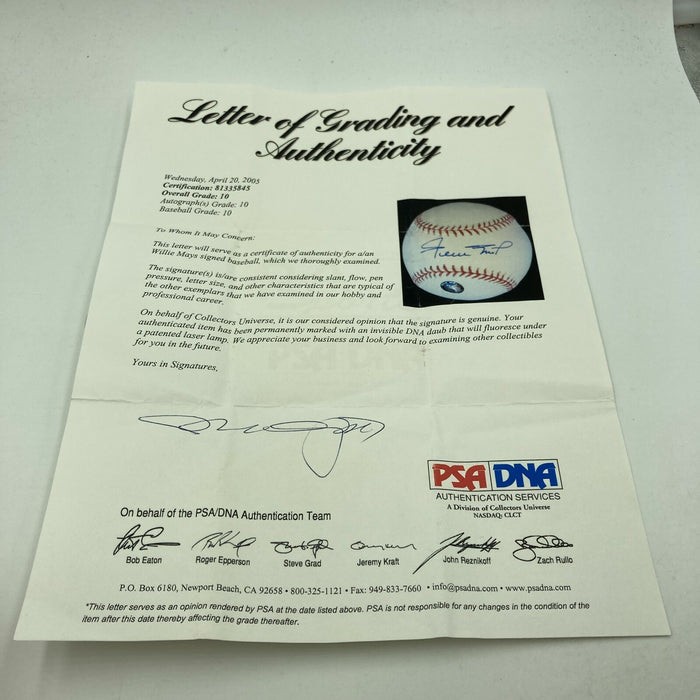 Letter of Grading and
Authenticity
Wednesday, April 20, 2005
Certification: 81335845
Overall Grade: 10
Autograph(s) Grade: 10
Baseball Grade: 10
To Whom It May Concern:
This letter will serve as a certificate of authenticity for a/an
Willie Mays signed baseball, which we thoroughly examined.
The signature(s) is/are consistent considering slant, flow, pen
pressure, letter size, and other characteristics that are typical of
the other exemplars that we have examined in our hobby and
professional career.
On behalf of Collectors Universe, it is our considered opinion that the signature is genuine. Your
authenticated item has been permanently marked with an invisible DNA daub that will fluoresce under
a patented laser lamp. We appreciate your business and look forward to examining other collectibles
for you in the future.
Yours in Signatures,
PSA DNA
AUTHENTICATION SERVICES
A Division of Collectors Universe
NASDAQ: CLCT
On behalf of the PSA/DNA Authentication Team
Bob Eaton Roger Epperson Steve Grad Jeremy Kraft John Reznikoff Zach Rullo
P.O. Box 6180, Newport Beach, CA 92658 • 800-325-1121 • Fax: 949-833-7660 • info@psadna.com • www.psadna.com
*This letter serves as an opinion rendered by PSA at the date listed above. PSA is not responsible for any changes in the condition of the
item after this date thereby affecting the grade thereafter.